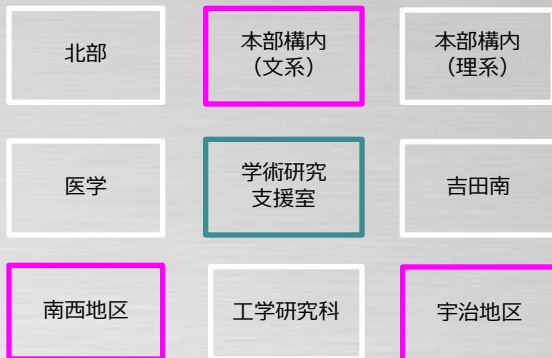 北部
本部構内
（文系）
本部構内
（理系）
医学
学術研究
支援室
吉田南
南西地区
工学研究科
宇治地区